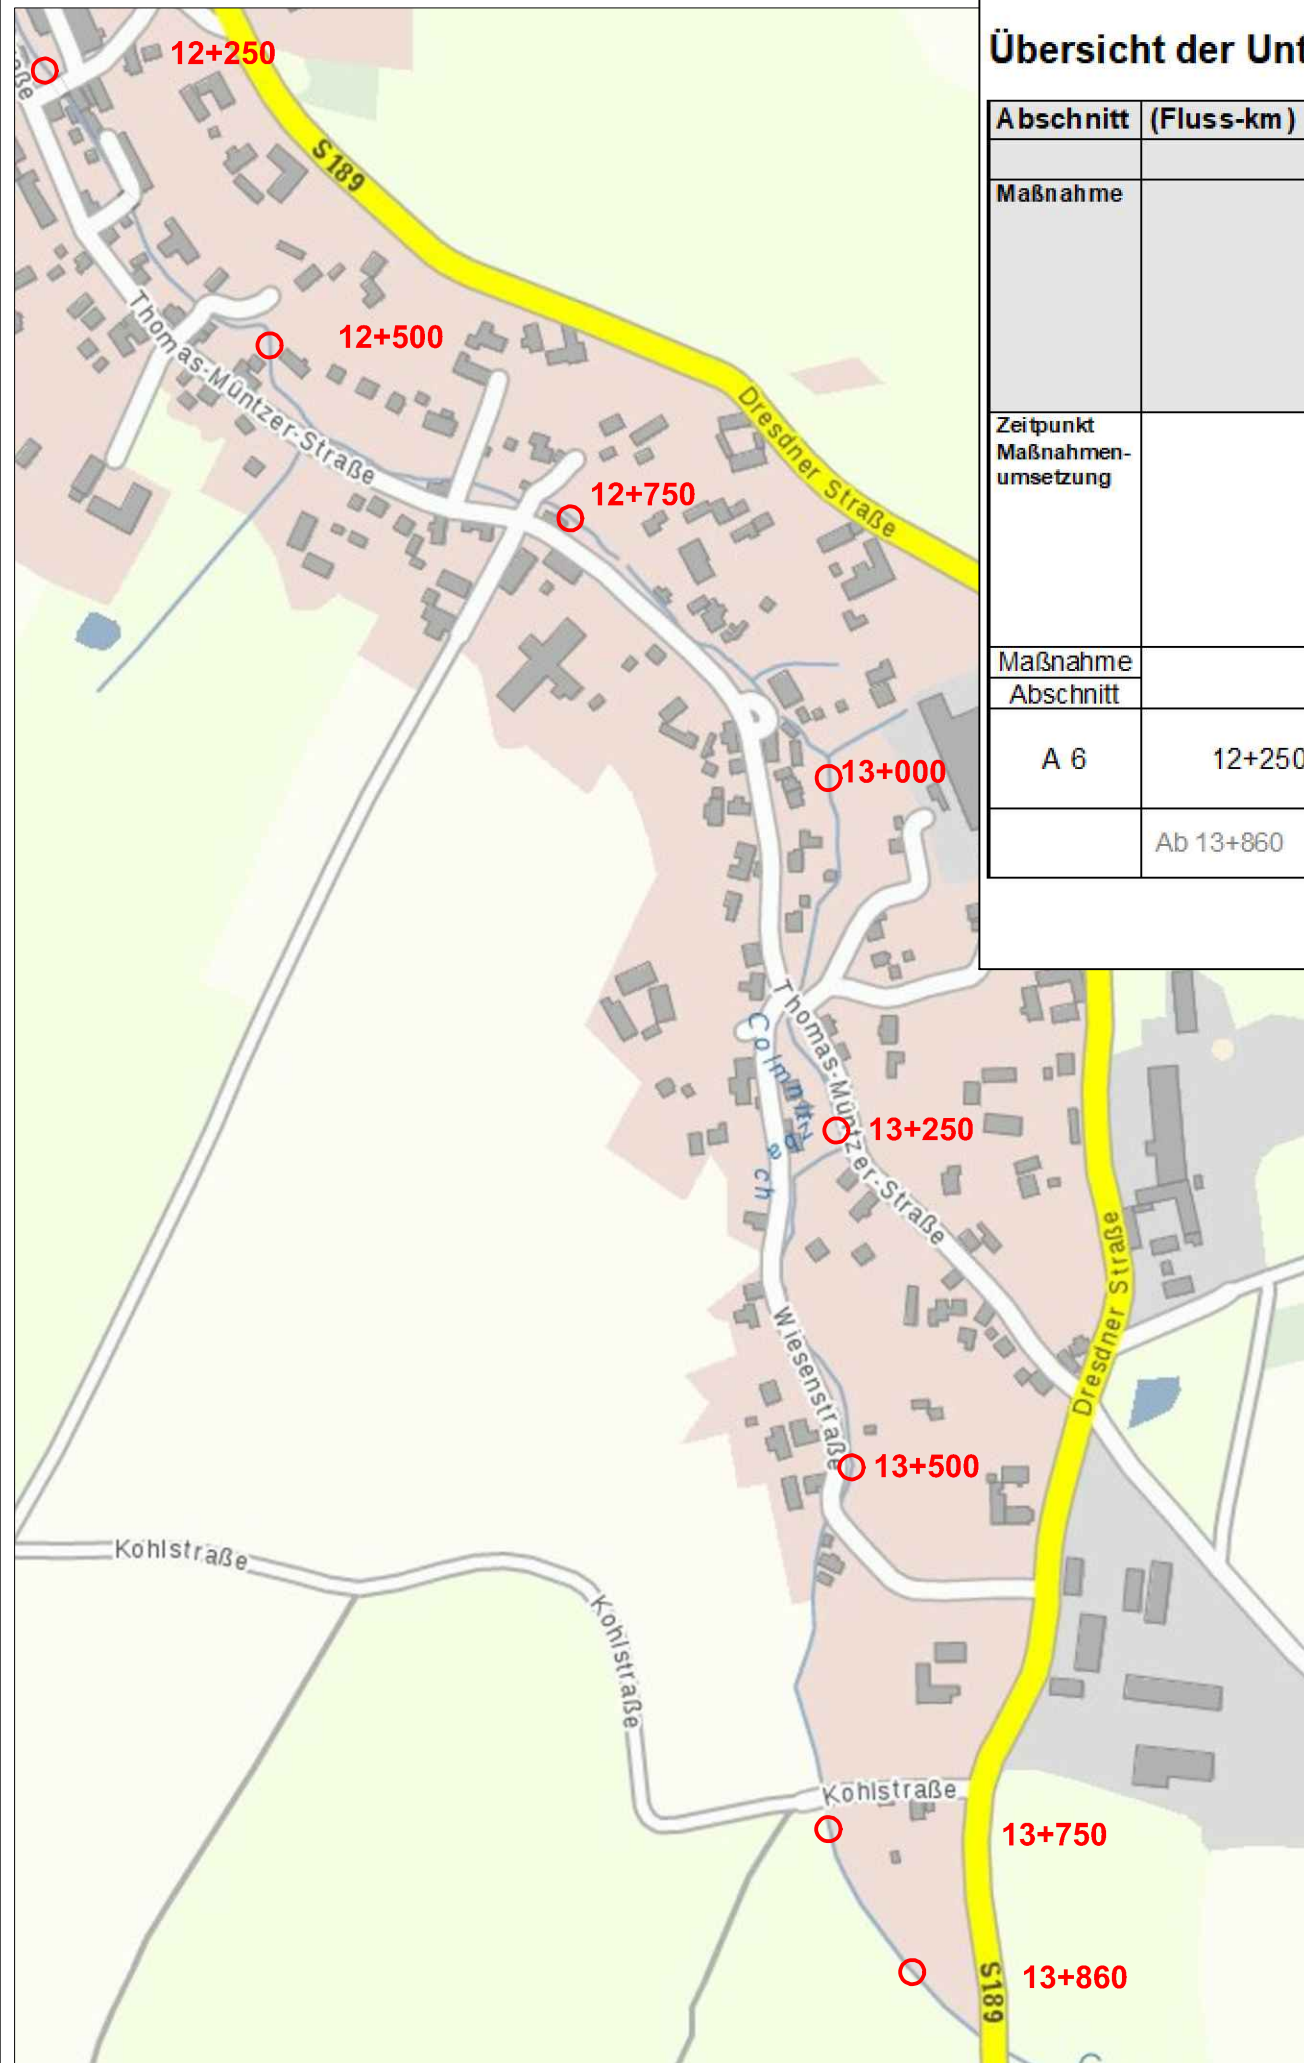 12+250
S189
12+500
Thomas-Müntzer-Straße
Dresdner Straße
12+750
13+000
Thomas-Müntzer-Straße
Colmnitzbach
13+250
Dresdner Straße
Wiesenstraße
13+500
Kohlstraße
Kohlstraße
Kohlstraße
13+750
S189
13+860
Übersicht der Unt
Abschnitt (Fluss-km)
Maßnahme
Zeitpunkt
Maßnahmen-
umsetzung
Maßnahme
Abschnitt
A 6 12+250
Ab 13+860